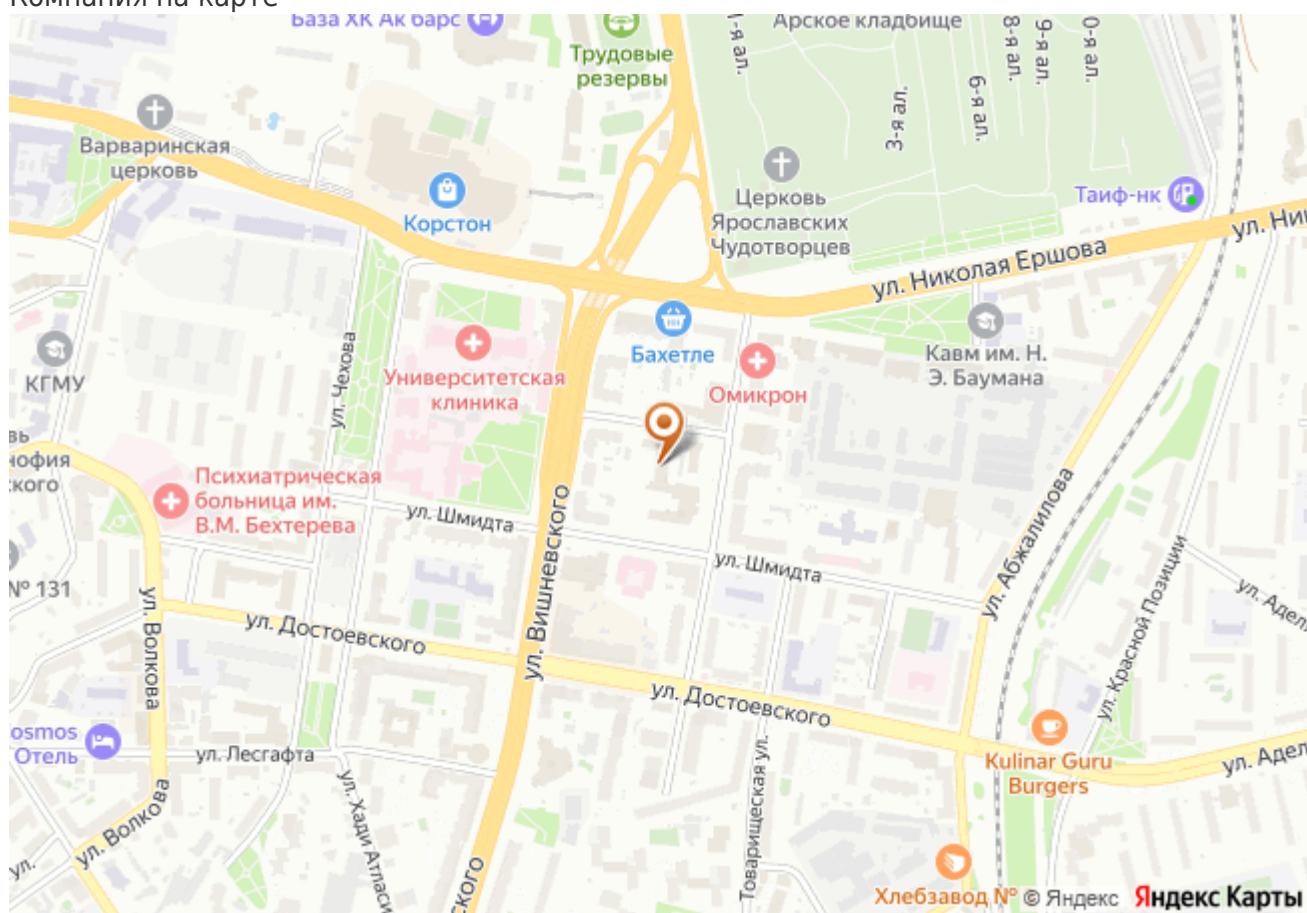 Компания на карте
База ХК Ак барс
Трудовые
резервы
Арское кладбище
8-я ал.
9-я ал.
3-я ал.
6-я ал.
Варваринская
церковь
Корстон
Церковь
Ярославских
Чудотворцев
Таиф-нк
ул. Николая Ершова
КГМУ
ул. Чехова
Университетская
клиника
Бахетле
Омикрон
Кавм им. Н.
Э. Баумана
Психиатрическая
больница им.
В.М. Бехтерева
ул. Шмидта
ул. Вишневского
ул. Шмидта
ул. Абжалилова
ул. Красной Позиции
№ 131
ул. Волкова
ул. Достоевского
ул. Достоевского
Отель
ул. Лесгафта
ул. Волкова
ул. Хади Атласи
Товарищеская ул.
Kulinar Guru
Burgers
Хлебзавод №
© Яндекс Яндекс Карты